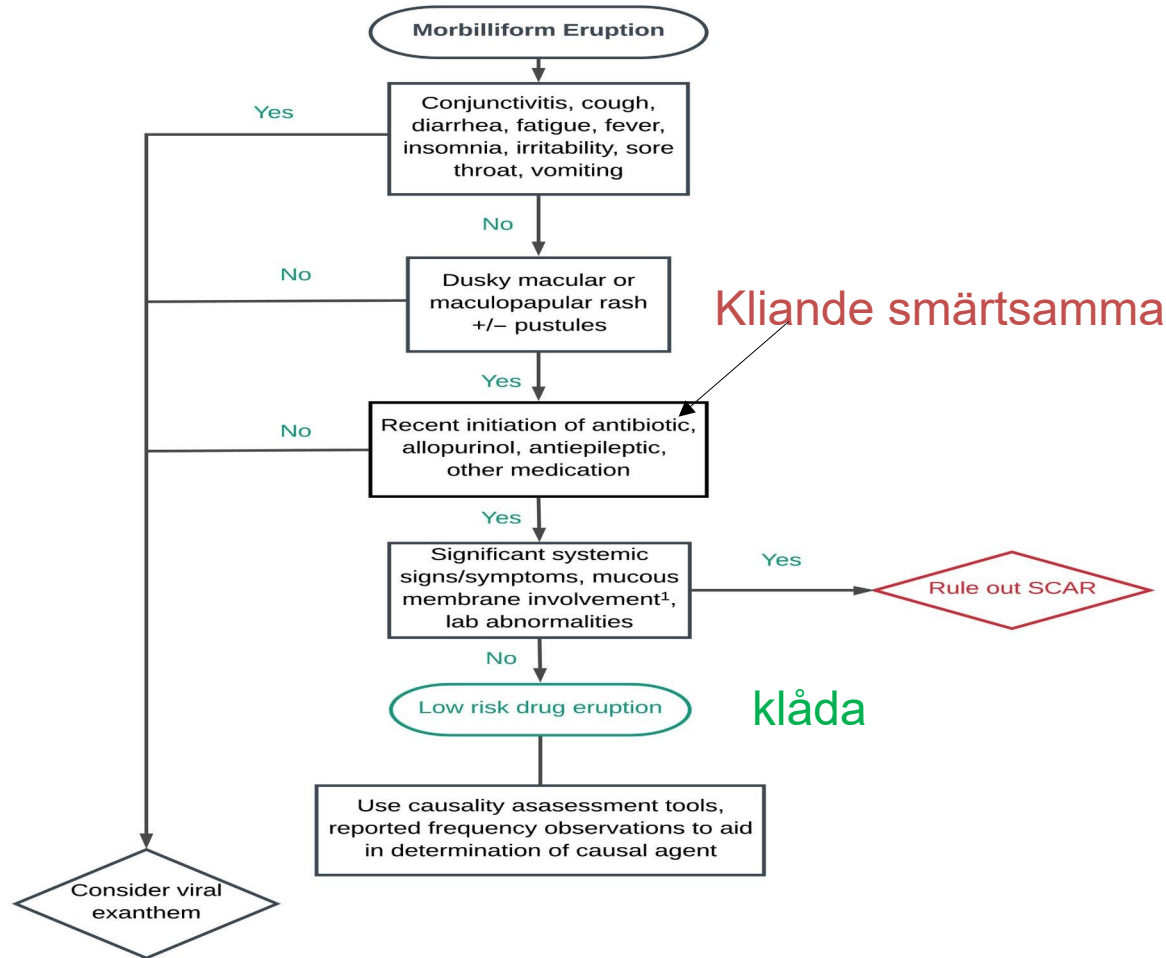 Morbilliform Eruption
Yes
Conjunctivitis, cough,
diarrhea, fatigue, fever,
insomnia, irritability, sore
throat, vomiting
No
No
Dusky macular or
maculopapular rash
+/− pustules
Kliande smärtsamma
Yes
No
Recent initiation of antibiotic,
allopurinol, antiepileptic,
other medication
Yes
Significant systemic
signs/symptoms, mucous
membrane involvement¹,
lab abnormalities
Yes
Rule out SCAR
No
Low risk drug eruption
klåda
Use causality asasessment tools,
reported frequency observations to aid
in determination of causal agent
Consider viral
exanthem